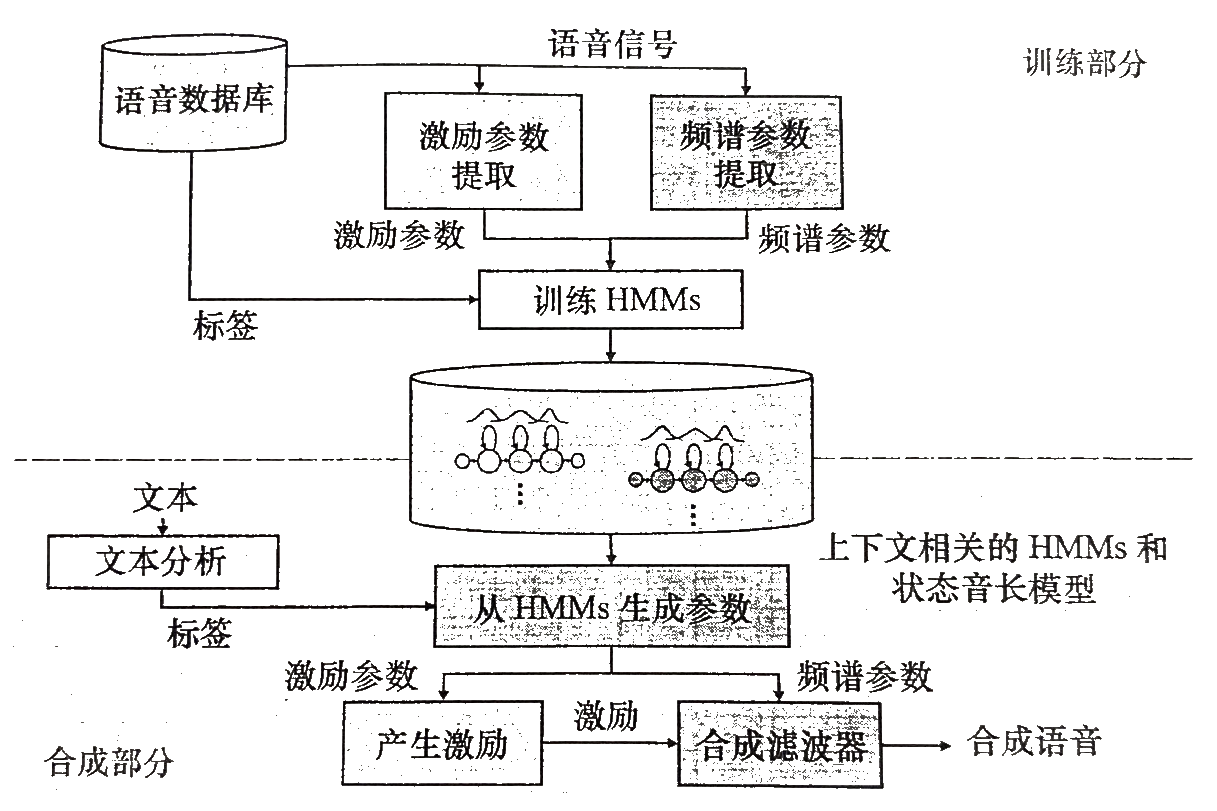 语音信号
训练部分
语音数据库
激励参数
提取
频谱参数
提取
激励参数
频谱参数
训练 HMMs
标签
文本
文本分析
上下文相关的 HMMs 和
状态音长模型
从 HMMs 生成参数
标签
激励参数
频谱参数
产生激励
激励
合成滤波器
合成语音
合成部分